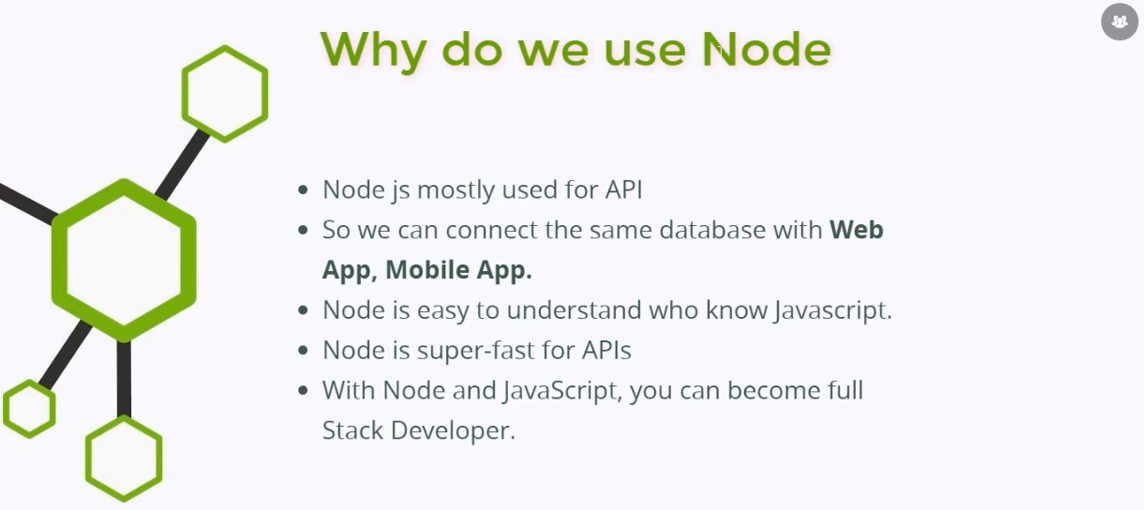 Why do we use Node
• Node js mostly used for API
• So we can connect the same database with Web
App, Mobile App.
• Node is easy to understand who know Javascript.
• Node is super-fast for APIs
• With Node and JavaScript, you can become full
Stack Developer.